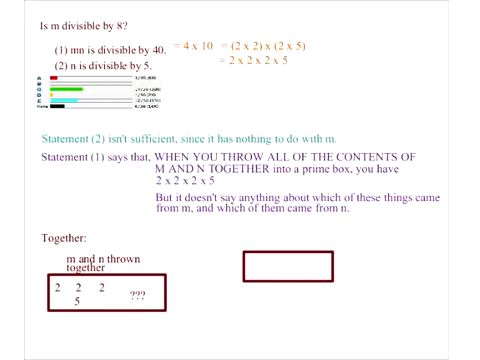 Is m divisible by 8?
(1) mn is divisible by 40. = 4 x 10 = (2 x 2) x (2 x 5)
(2) n is divisible by 5. = 2 x 2 x 2 x 5
A
B
C
D
E
Statement (2) isn't sufficient, since it has nothing to do with m.
Statement (1) says that, WHEN YOU THROW ALL OF THE CONTENTS OF
M AND N TOGETHER into a prime box, you have
2 x 2 x 2 x 5
But it doesn't say anything about which of these things came
from m, and which of them came from n.
Together:
m and n thrown
together
2 2 2
5 ???